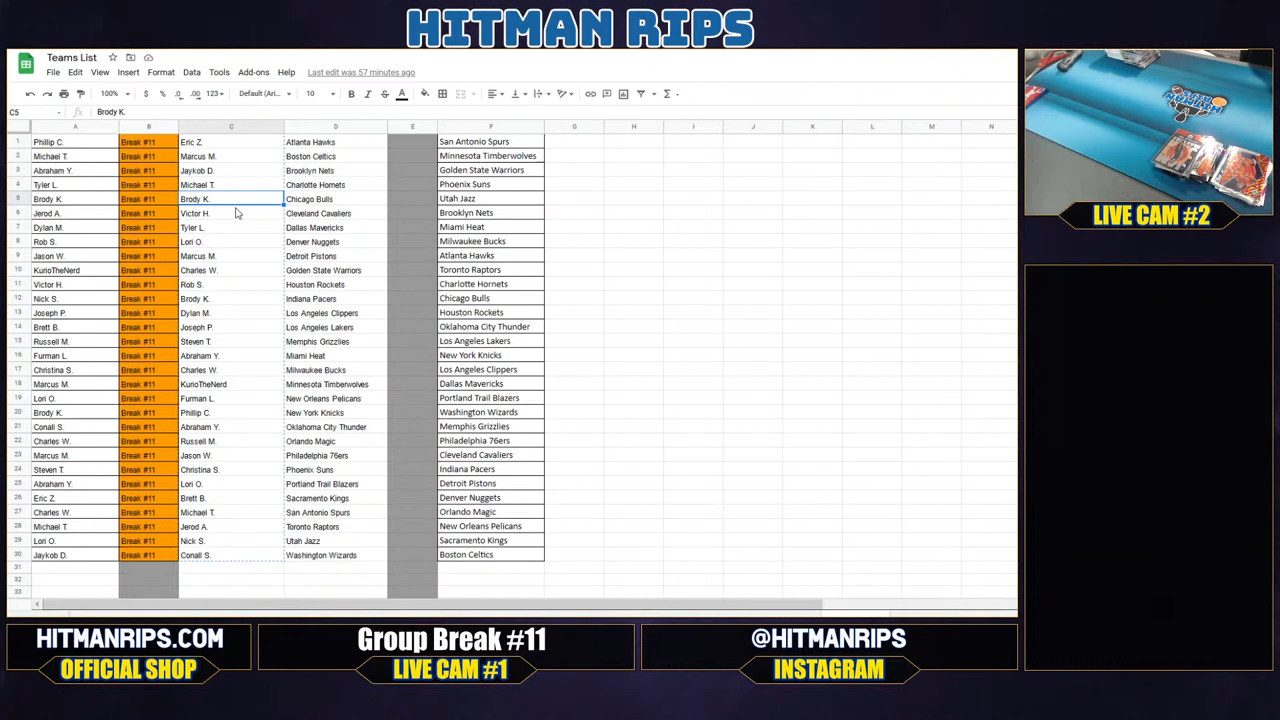 HITMAN RIPS
Teams List
File Edit View Insert Format Data Tools Add-ons Help Last edit was 57 minutes ago
100% $ % .0 .00 123 Default (Ari... 10 B I S A
C5 Brody K.
A B C D E F G H I J K L M N
1 Phillip C. Break #11 Eric Z. Atlanta Hawks San Antonio Spurs
2 Michael T. Break #11 Marcus M. Boston Celtics Minnesota Timberwolves
3 Abraham Y. Break #11 Jaykob D. Brooklyn Nets Golden State Warriors
4 Tyler L. Break #11 Michael T. Charlotte Hornets Phoenix Suns
5 Brody K. Break #11 Brody K. Chicago Bulls Utah Jazz
6 Jerod A. Break #11 Victor H. Cleveland Cavaliers Brooklyn Nets
7 Dylan M. Break #11 Tyler L. Dallas Mavericks Miami Heat
8 Rob S. Break #11 Lori O. Denver Nuggets Milwaukee Bucks
9 Jason W. Break #11 Marcus M. Detroit Pistons Atlanta Hawks
10 KurioTheNerd Break #11 Charles W. Golden State Warriors Toronto Raptors
11 Victor H. Break #11 Rob S. Houston Rockets Charlotte Hornets
12 Nick S. Break #11 Brody K. Indiana Pacers Chicago Bulls
13 Joseph P. Break #11 Dylan M. Los Angeles Clippers Houston Rockets
14 Brett B. Break #11 Joseph P. Los Angeles Lakers Oklahoma City Thunder
15 Russell M. Break #11 Steven T. Memphis Grizzlies Los Angeles Lakers
16 Furman L. Break #11 Abraham Y. Miami Heat New York Knicks
17 Christina S. Break #11 Charles W. Milwaukee Bucks Los Angeles Clippers
18 Marcus M. Break #11 KurioTheNerd Minnesota Timberwolves Dallas Mavericks
19 Lori O. Break #11 Furman L. New Orleans Pelicans Portland Trail Blazers
20 Brody K. Break #11 Phillip C. New York Knicks Washington Wizards
21 Conall S. Break #11 Abraham Y. Oklahoma City Thunder Memphis Grizzlies
22 Charles W. Break #11 Russell M. Orlando Magic Philadelphia 76ers
23 Marcus M. Break #11 Jason W. Philadelphia 76ers Cleveland Cavaliers
24 Steven T. Break #11 Christina S. Phoenix Suns Indiana Pacers
25 Abraham Y. Break #11 Lori O. Portland Trail Blazers Detroit Pistons
26 Eric Z. Break #11 Brett B. Sacramento Kings Denver Nuggets
27 Charles W. Break #11 Michael T. San Antonio Spurs Orlando Magic
28 Michael T. Break #11 Jerod A. Toronto Raptors New Orleans Pelicans
29 Lori O. Break #11 Nick S. Utah Jazz Sacramento Kings
30 Jaykob D. Break #11 Conall S. Washington Wizards Boston Celtics
31
32
33
LIVE CAM #2
HITMANRIPS.COM
OFFICIAL SHOP
Group Break #11
LIVE CAM #1
@HITMANRIPS
INSTAGRAM